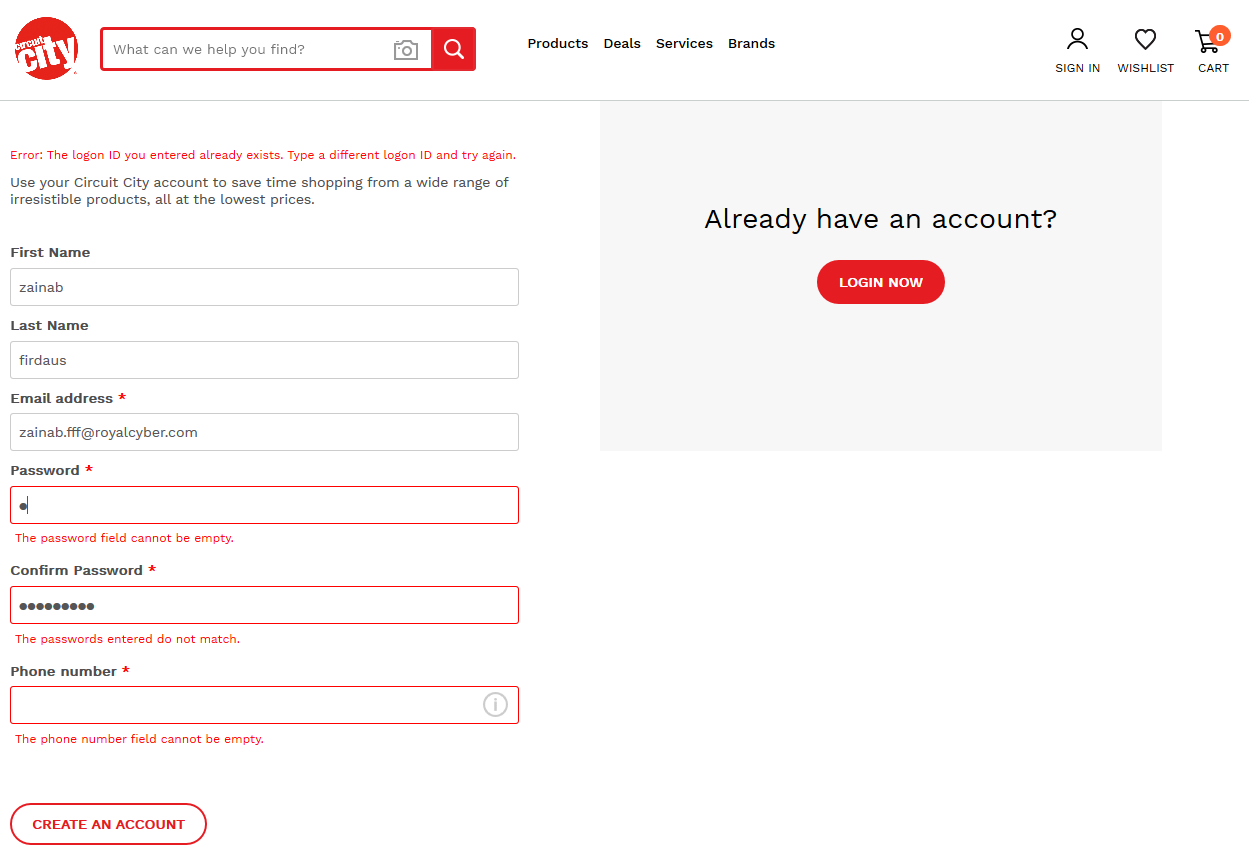 circuit
city
What can we help you find?
Products Deals Services Brands
SIGN IN WISHLIST 0 CART
Error: The logon ID you entered already exists. Type a different logon ID and try again.
Use your Circuit City account to save time shopping from a wide range of
irresistible products, all at the lowest prices.
First Name
zainab
Last Name
firdaus
Email address *
zainab.fff@royalcyber.com
Password *
●
The password field cannot be empty.
Confirm Password *
●●●●●●●●●
The passwords entered do not match.
Phone number *
The phone number field cannot be empty.
CREATE AN ACCOUNT
Already have an account?
LOGIN NOW